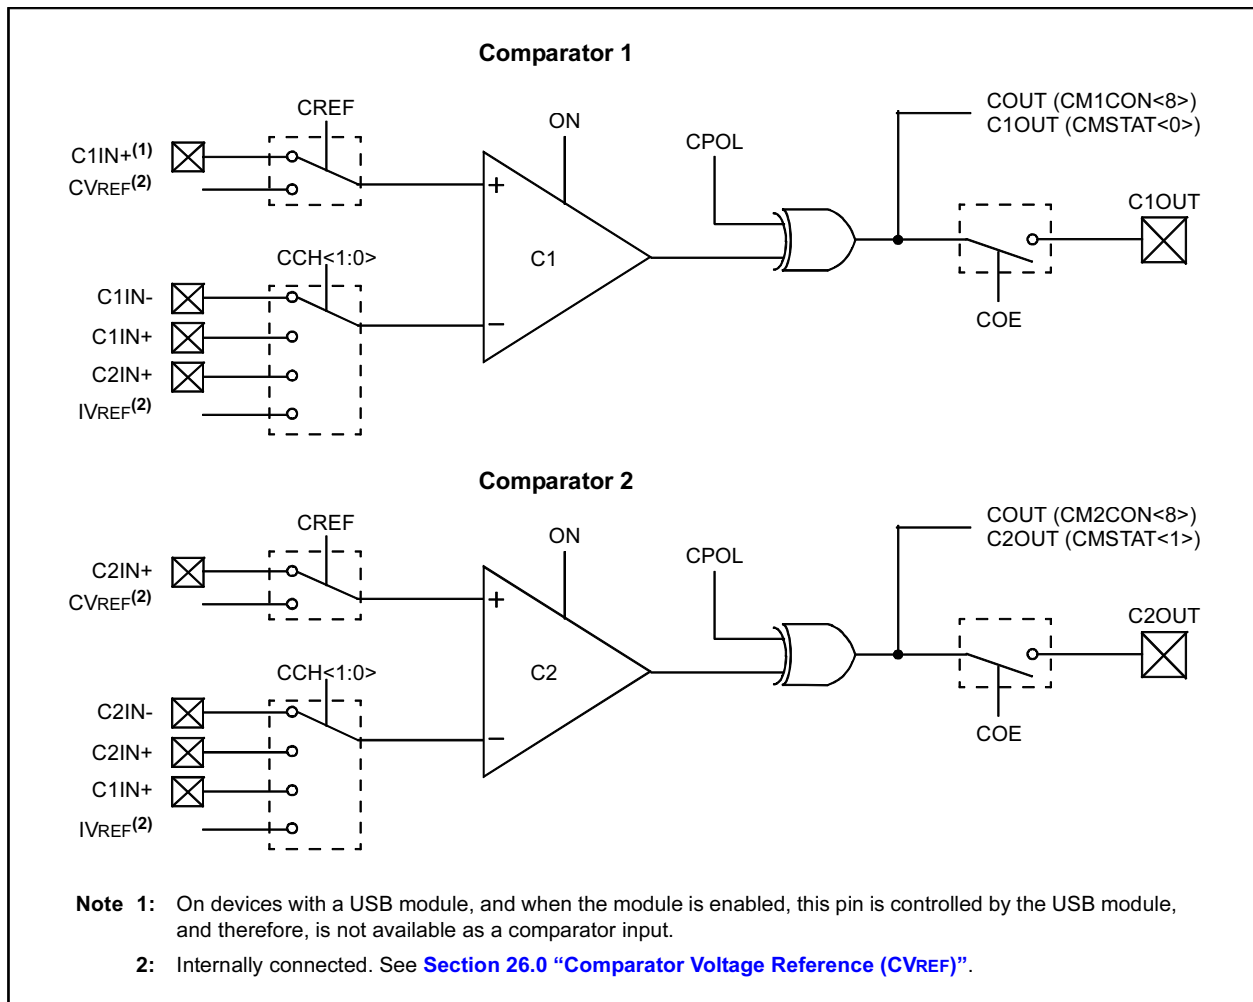 Comparator 1
CREF
ON
COUT (CM1CON<8>)
C1OUT (CMSTAT<0>)
CPOL
C1IN+(1)
CVREF(2)
+
C1OUT
C1
CCH<1:0>
C1IN-
C1IN+
C2IN+
IVREF(2)
–
COE
Comparator 2
CREF
ON
COUT (CM2CON<8>)
C2OUT (CMSTAT<1>)
CPOL
C2IN+
CVREF(2)
+
C2OUT
C2
CCH<1:0>
C2IN-
C2IN+
C1IN+
IVREF(2)
–
COE
Note 1: On devices with a USB module, and when the module is enabled, this pin is controlled by the USB module,
and therefore, is not available as a comparator input.
2: Internally connected. See Section 26.0 “Comparator Voltage Reference (CVREF)”.